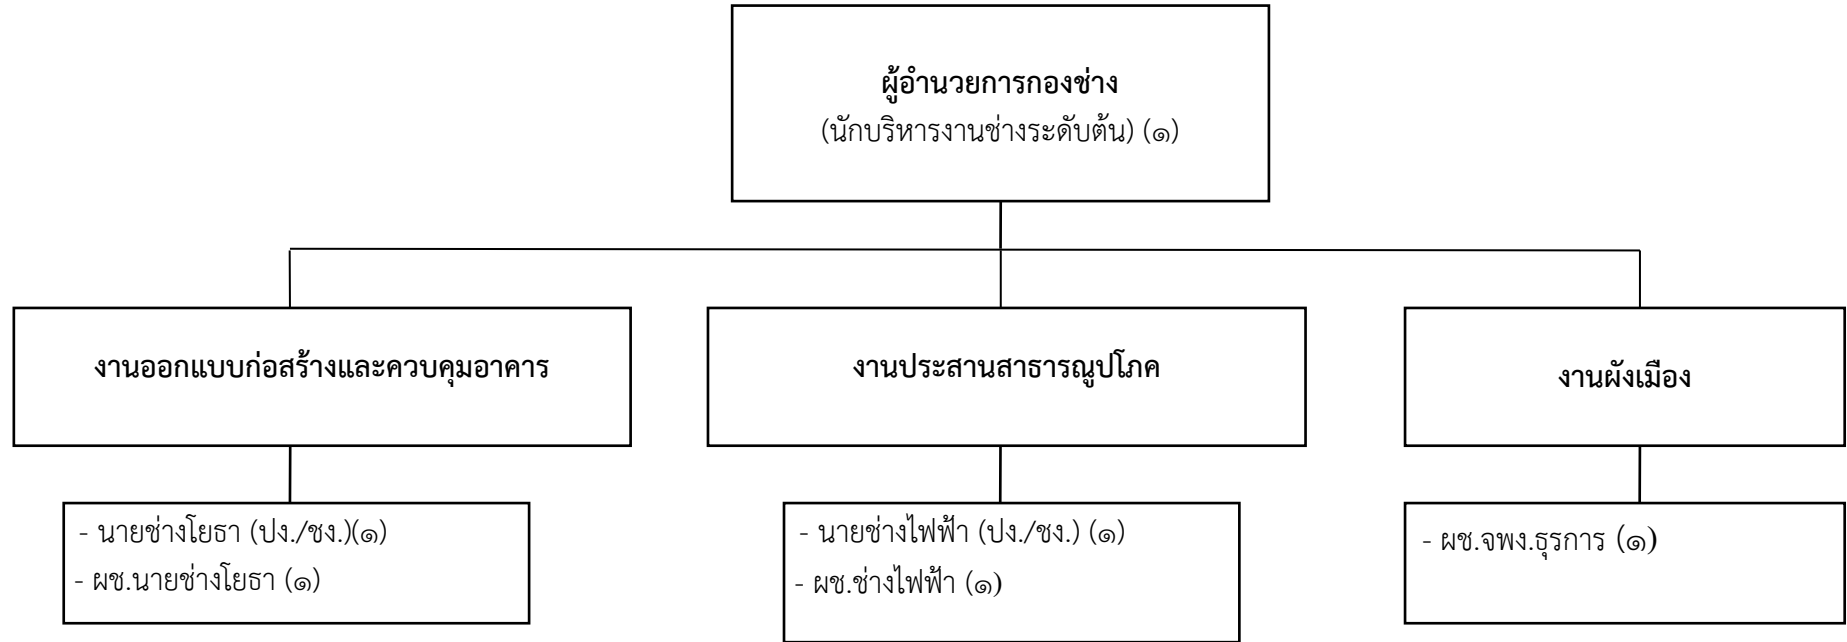 ผู้อำนวยการกองช่าง
(นักบริหารงานช่างระดับต้น) (๑)
งานออกแบบก่อสร้างและควบคุมอาคาร
งานประสานสาธารณูปโภค
งานผังเมือง
- นายช่างโยธา (ปง./ชง.)(๑)
- ผช.นายช่างโยธา (๑)
- นายช่างไฟฟ้า (ปง./ชง.) (๑)
- ผช.ช่างไฟฟ้า (๑)
- ผช.จพง.ธุรการ (๑)